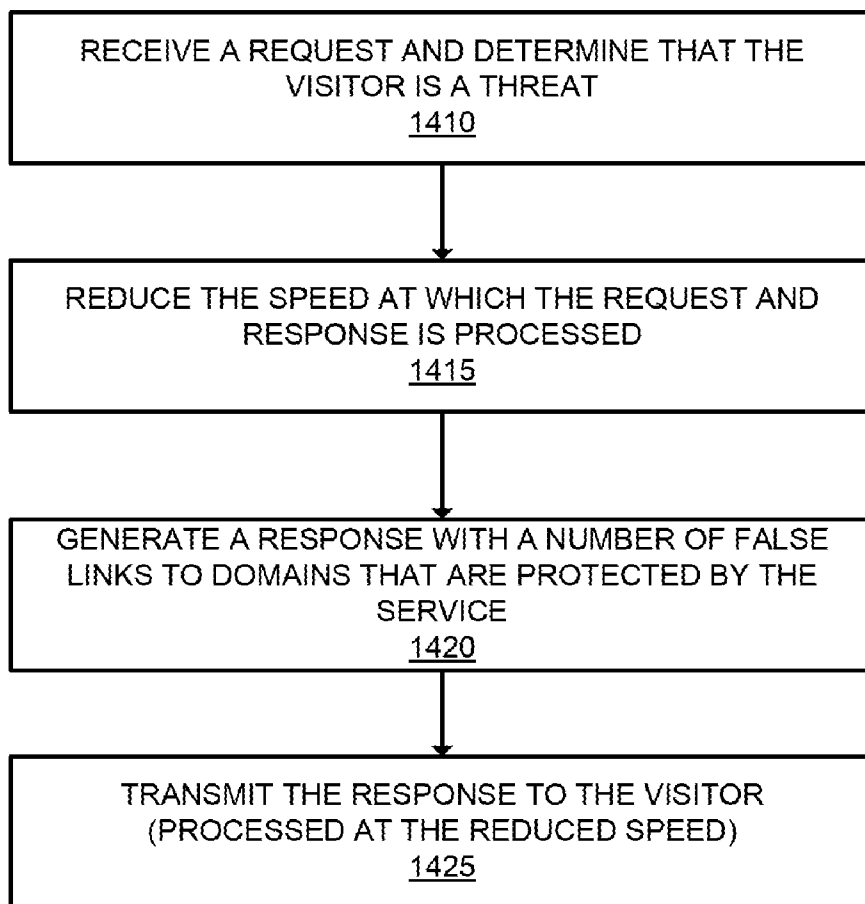 RECEIVE A REQUEST AND DETERMINE THAT THE
VISITOR IS A THREAT
1410
REDUCE THE SPEED AT WHICH THE REQUEST AND
RESPONSE IS PROCESSED
1415
GENERATE A RESPONSE WITH A NUMBER OF FALSE
LINKS TO DOMAINS THAT ARE PROTECTED BY THE
SERVICE
1420
TRANSMIT THE RESPONSE TO THE VISITOR
(PROCESSED AT THE REDUCED SPEED)
1425